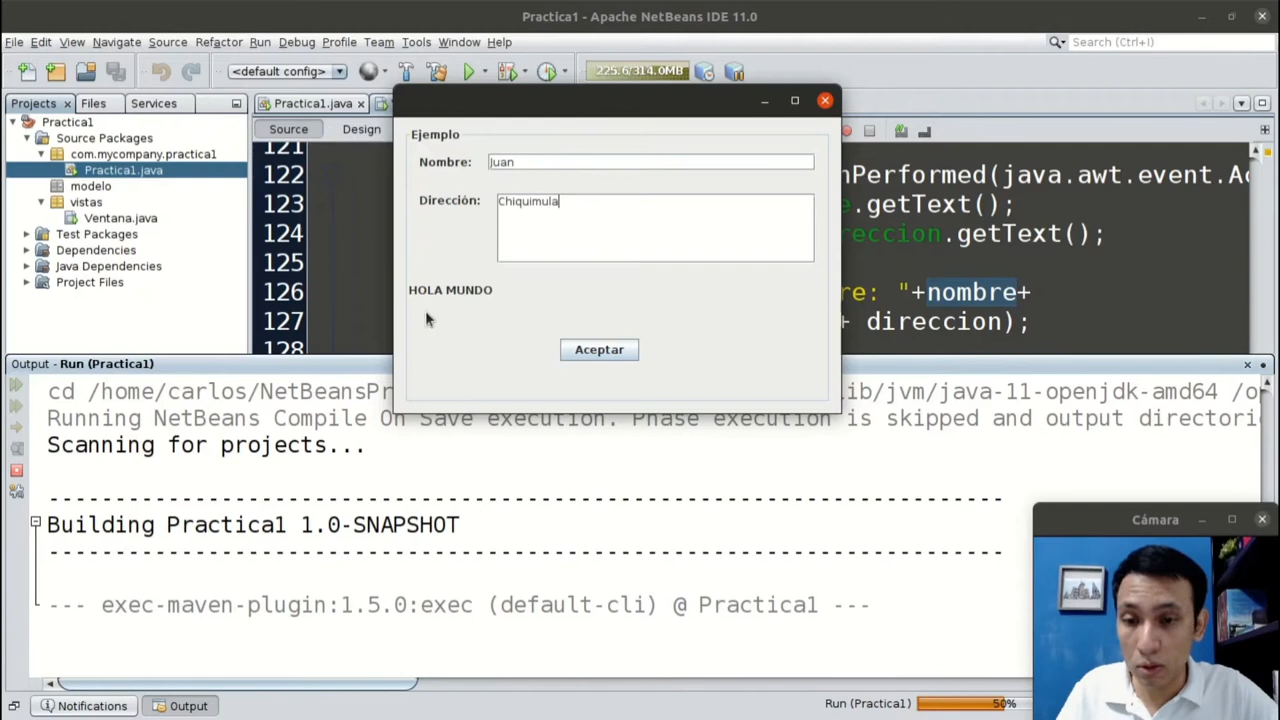 Practica1 - Apache NetBeans IDE 11.0
File Edit View Navigate Source Refactor Run Debug Profile Team Tools Window Help
Search (Ctrl+I)
<default config>
225.6/314.0MB
Projects Files Services
Practica1.java
Practica1
Source Packages
com.mycompany.practica1
Practica1.java
modelo
vistas
Ventana.java
Test Packages
Dependencies
Java Dependencies
Project Files
Source Design
121
122
123
124
125
126
127
128
nPerformed(java.awt.event.Ac
e.getText();
reccion.getText();
re: "+nombre+
+ direccion);
Ejemplo
Nombre: Juan
Dirección: Chiquimula
HOLA MUNDO
Aceptar
Output - Run (Practica1)
cd /home/carlos/NetBeansPr
lib/jvm/java-11-openjdk-amd64 /o
Running NetBeans Compile On Save execution. Phase execution is skipped and output directori
Scanning for projects...
------------------------------------------------------------------------
Building Practica1 1.0-SNAPSHOT
------------------------------------------------------------------------
--- exec-maven-plugin:1.5.0:exec (default-cli) @ Practica1 ---
Cámara
Notifications Output
Run (Practica1) 50%